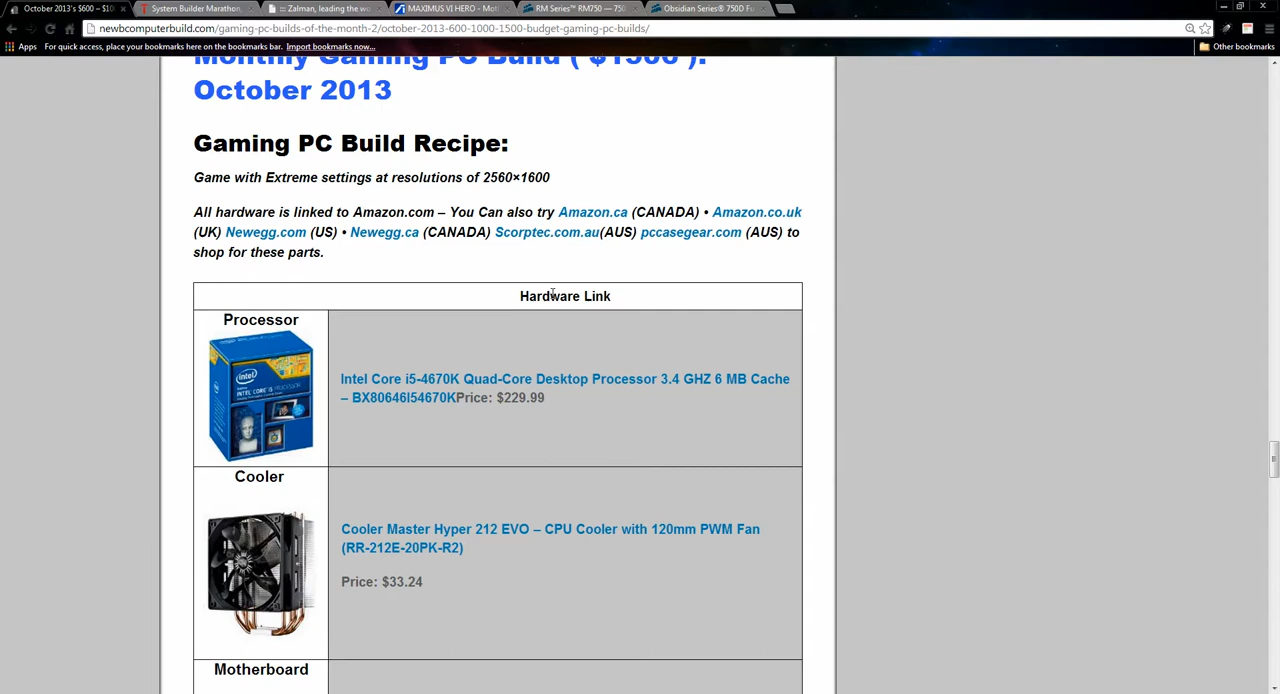 October 2013's $600 – $10
System Builder Marathon,
::: Zalman, leading the wo
MAXIMUS VI HERO - Mot
RM Series™ RM750 — 750
Obsidian Series® 750D Fu
newbcomputerbuild.com/gaming-pc-builds-of-the-month-2/october-2013-600-1000-1500-budget-gaming-pc-builds/
Apps For quick access, place your bookmarks here on the bookmarks bar. Import bookmarks now... Other bookmarks
Monthly Gaming PC Build ( $1500 ):
October 2013
Gaming PC Build Recipe:
Game with Extreme settings at resolutions of 2560×1600
All hardware is linked to Amazon.com – You Can also try Amazon.ca (CANADA) • Amazon.co.uk
(UK) Newegg.com (US) • Newegg.ca (CANADA) Scorptec.com.au(AUS) pccasegear.com (AUS) to
shop for these parts.
Hardware Link
Processor
intel
Intel Core i5-4670K Quad-Core Desktop Processor 3.4 GHZ 6 MB Cache
– BX80646I54670KPrice: $229.99
Cooler
Cooler Master Hyper 212 EVO – CPU Cooler with 120mm PWM Fan
(RR-212E-20PK-R2)
Price: $33.24
Motherboard